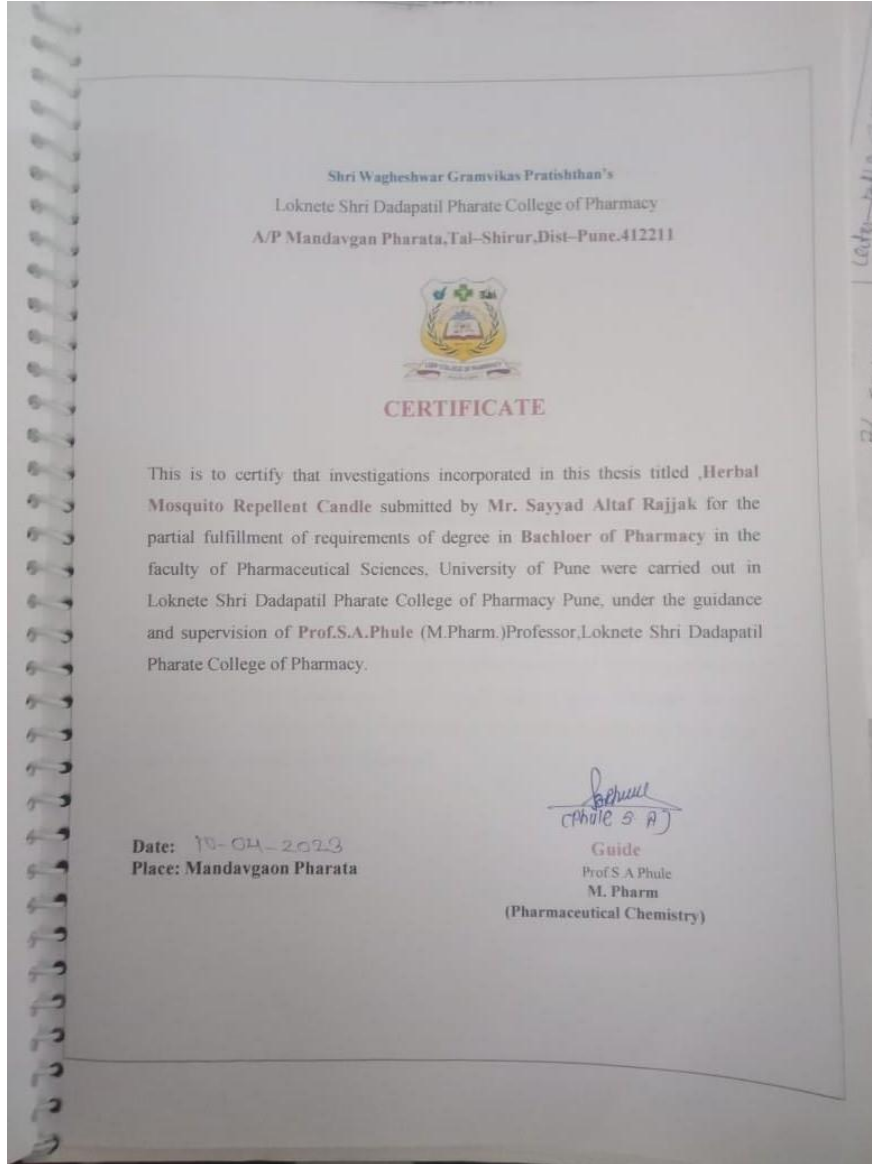 Shri Wagheshwar Gramvikas Pratishthan's
Loknete Shri Dadapatil Pharate College of Pharmacy
A/P Mandavgan Pharata,Tal–Shirur,Dist–Pune.412211
CERTIFICATE
This is to certify that investigations incorporated in this thesis titled ,Herbal
Mosquito Repellent Candle submitted by Mr. Sayyad Altaf Rajjak for the
partial fulfillment of requirements of degree in Bachloer of Pharmacy in the
faculty of Pharmaceutical Sciences, University of Pune were carried out in
Loknete Shri Dadapatil Pharate College of Pharmacy Pune, under the guidance
and supervision of Prof.S.A.Phule (M.Pharm.)Professor,Loknete Shri Dadapatil
Pharate College of Pharmacy.
(Phule S A)
Date: 10-04-2023
Guide
Place: Mandavgaon Pharata
Prof S A Phule
M. Pharm
(Pharmaceutical Chemistry)